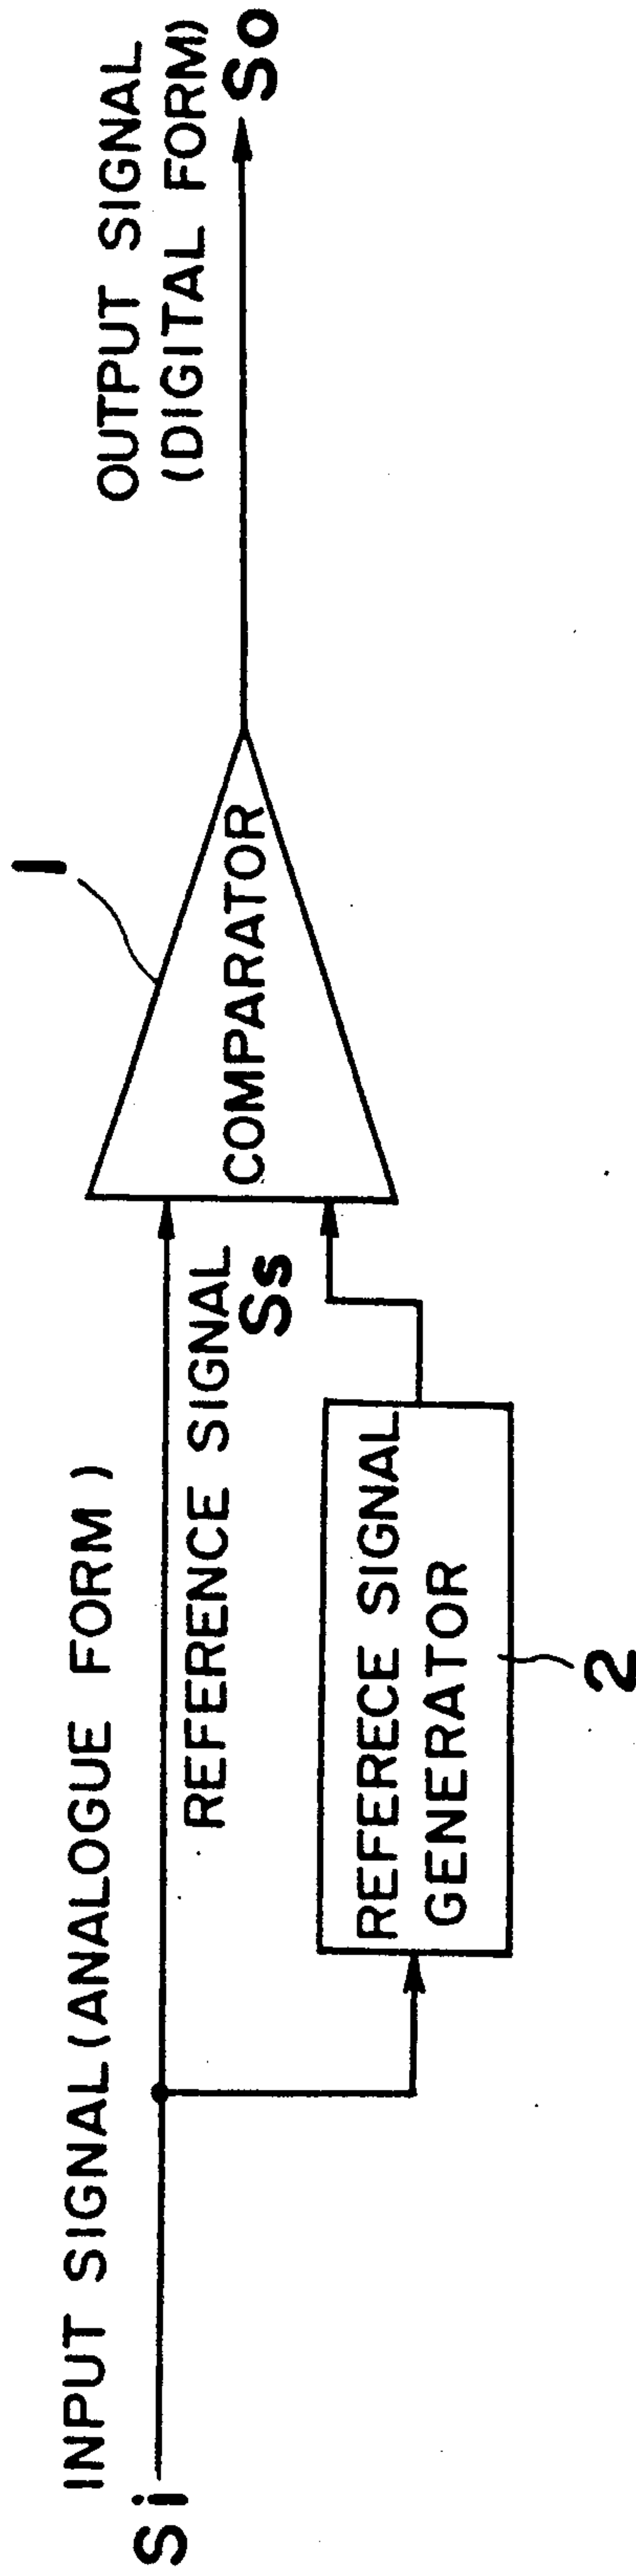 INPUT SIGNAL (ANALOGUE FORM)
Si
REFERENCE SIGNAL
Ss
REFERECE SIGNAL
GENERATOR
2
1
COMPARATOR
OUTPUT SIGNAL
(DIGITAL FORM)
So